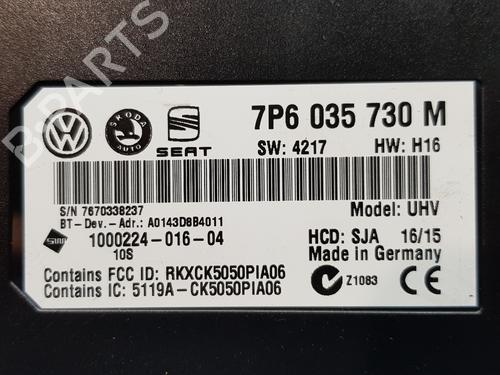 7P6 035 730 M
SW: 4217 HW: H16
ŠKODA
AUTO
SEAT
S/N 7670338237
BT-Dev.-Adr.: A0143D8B4011
Model: UHV
1000224-016-04
10S
HCD: SJA 16/15
Made in Germany
Contains FCC ID: RKXCK5050PIA06
Contains IC: 5119A-CK5050PIA06
Z1083
B-PARTS